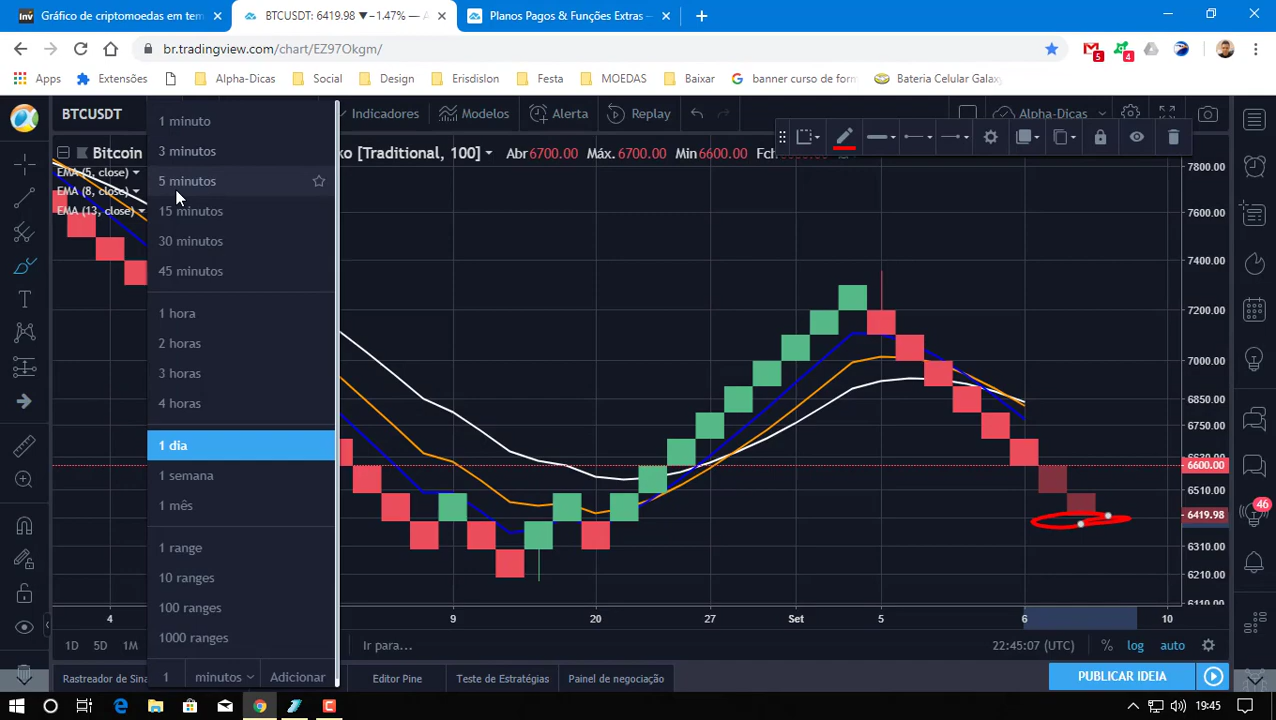 Gráfico de criptomoedas em tem
BTCUSDT: 6419.98 ▼−1.47% —
Planos Pagos & Funções Extras —
br.tradingview.com/chart/EZ97Okgm/
5
4
Apps
Extensões
Alpha-Dicas
Social
Design
Erisdislon
Festa
MOEDAS
Baixar
banner curso de for
Bateria Celular Galax
BTCUSDT
Indicadores
Modelos
Alerta
Replay
Alpha-Dicas
Bitcoin
ko [Traditional, 100]
Abr 6700.00 Máx. 6700.00 Min 6600.00
EMA (5, close)
EMA (8, close)
EMA (13, close)
1 minuto
3 minutos
5 minutos
15 minutos
30 minutos
45 minutos
1 hora
2 horas
3 horas
4 horas
1 dia
1 semana
1 mês
1 range
10 ranges
100 ranges
1000 ranges
1 minutos Adicionar
7800.00
7600.00
7400.00
7200.00
7000.00
6850.00
6750.00
6600.00
6510.00
6419.98
6310.00
6210.00
6110.00
46
4 9 20 27 Set 5 6 10
1D 5D 1M
Ir para...
22:45:07 (UTC)
% log auto
Rastreador de Sina
Editor Pine
Teste de Estratégias
Painel de negociação
PUBLICAR IDEIA
19:45